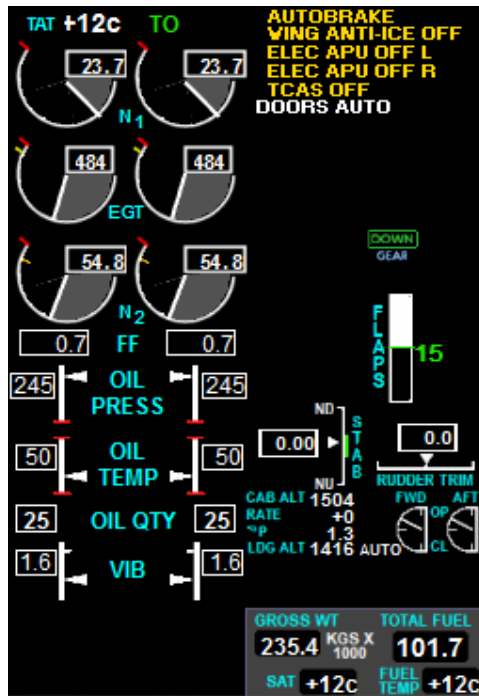 TAT +12c TO
AUTOBRAKE
WING ANTI-ICE OFF
ELEC APU OFF L
ELEC APU OFF R
TCAS OFF
DOORS AUTO
23.7 23.7
N1
484 484
EGT
54.8 54.8
N2
0.7 FF 0.7
245 OIL PRESS 245
50 OIL TEMP 50
25 OIL QTY 25
1.6 VIB 1.6
DOWN
GEAR
FLAPS
15
ND
0.00
STAB
NU
0.0
RUDDER TRIM
CAB ALT 1504
RATE +0
1.3
LDG ALT 1416 AUTO
FWD AFT
OP
CL
GROSS WT TOTAL FUEL
235.4 KGS X 1000 101.7
SAT +12c FUEL TEMP +12c